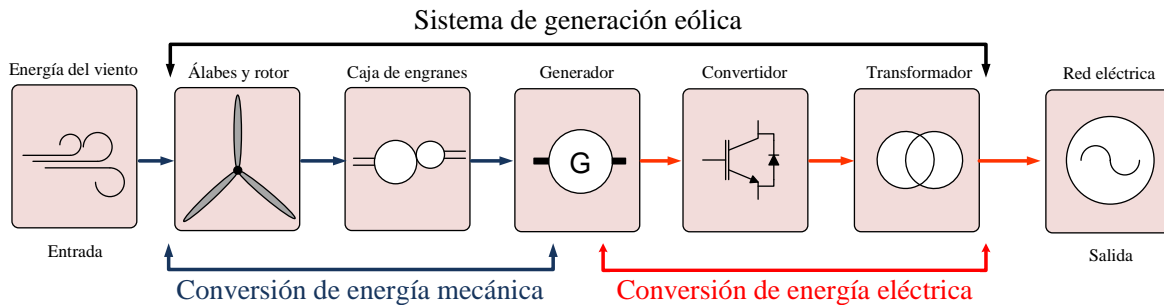 Sistema de generación eólica
Energía del viento
Álabes y rotor
Caja de engranes
Generador
Convertidor
Transformador
Red eléctrica
G
Entrada
Salida
Conversión de energía mecánica
Conversión de energía eléctrica